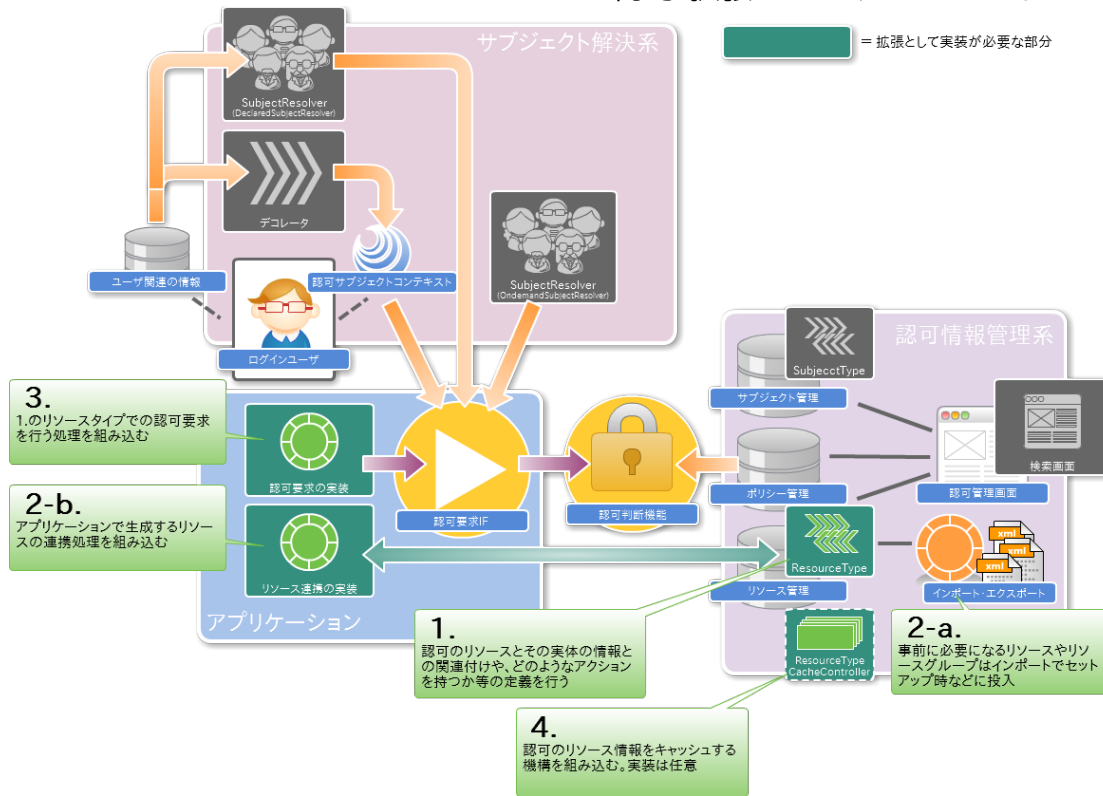 サブジェクト解決系
= 拡張として実装が必要な部分
SubjectResolver
(DeclaredSubjectResolver)
デコレータ
ユーザ関連の情報
認可サブジェクトコンテキスト
SubjectResolver
(OndemandSubjectResolver)
ログインユーザ
認可情報管理系
SubjecctType
サブジェクト管理
検索画面
ポリシー管理
認可管理画面
3.
1.のリソースタイプでの認可要求
を行う処理を組み込む
認可要求の実装
認可要求IF
認可判断機能
2-b.
アプリケーションで生成するリソー
スの連携処理を組み込む
リソース連携の実装
アプリケーション
ResourceType
リソース管理
xml
xml
xml
インポート・エクスポート
1.
認可のリソースとその実体の情報と
の関連付けや、どのようなアクション
を持つか等の定義を行う
ResourceType
CacheController
2-a.
事前に必要になるリソースやリソ
ースグループはインポートでセット
アップ時などに投入
4.
認可のリソース情報をキャッシュする
機構を組み込む。実装は任意